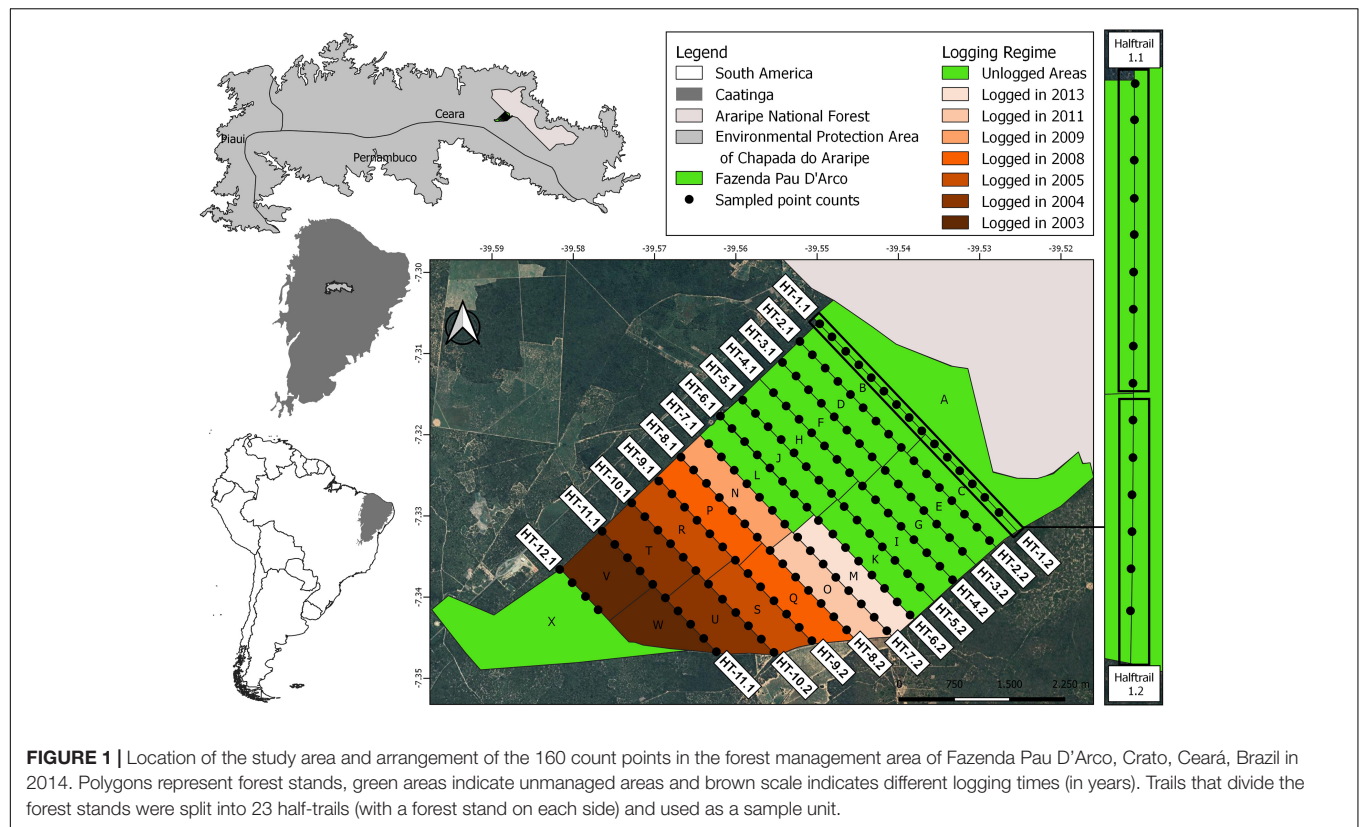 Piaui
Ceara
Pernambuco
Legend
South America
Caatinga
Araripe National Forest
Environmental Protection Area
of Chapada do Araripe
Fazenda Pau D'Arco
Sampled point counts
Logging Regime
Unlogged Areas
Logged in 2013
Logged in 2011
Logged in 2009
Logged in 2008
Logged in 2005
Logged in 2004
Logged in 2003
Halftrail
1.1
-39.59 -39.58 -39.57 -39.56 -39.55 -39.54 -39.53 -39.52
-7.30
-7.31
-7.32
-7.33
-7.34
-7.35
HT-1.1
HT-2.1
HT-3.1
HT-4.1
HT-5.1
HT-6.1
HT-7.1
HT-8.1
HT-9.1
HT-10.1
HT-11.1
HT-12.1
A
B
D
F
H
J
L
N
P
R
T
V
X
C
E
G
I
K
M
O
Q
S
U
W
HT-1.2
HT-2.2
HT-3.2
HT-4.2
HT-5.2
HT-6.2
HT-7.2
HT-8.2
HT-9.2
HT-10.2
HT-11.1
0 750 1.500 2.250 m
Halftrail
1.2
FIGURE 1 | Location of the study area and arrangement of the 160 count points in the forest management area of Fazenda Pau D'Arco, Crato, Ceará, Brazil in
2014. Polygons represent forest stands, green areas indicate unmanaged areas and brown scale indicates different logging times (in years). Trails that divide the
forest stands were split into 23 half-trails (with a forest stand on each side) and used as a sample unit.